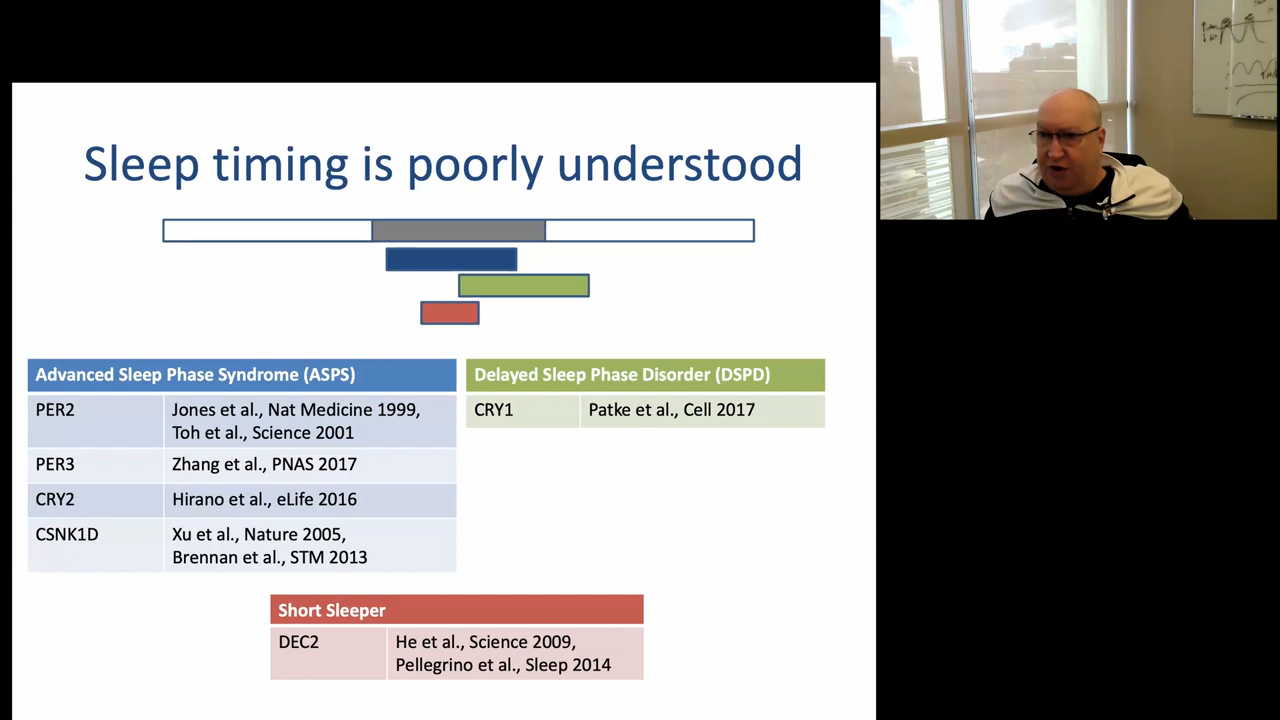 Sleep timing is poorly understood
Advanced Sleep Phase Syndrome (ASPS)
PER2
Jones et al., Nat Medicine 1999,
Toh et al., Science 2001
PER3
Zhang et al., PNAS 2017
CRY2
Hirano et al., eLife 2016
CSNK1D
Xu et al., Nature 2005,
Brennan et al., STM 2013
Delayed Sleep Phase Disorder (DSPD)
CRY1
Patke et al., Cell 2017
Short Sleeper
DEC2
He et al., Science 2009,
Pellegrino et al., Sleep 2014